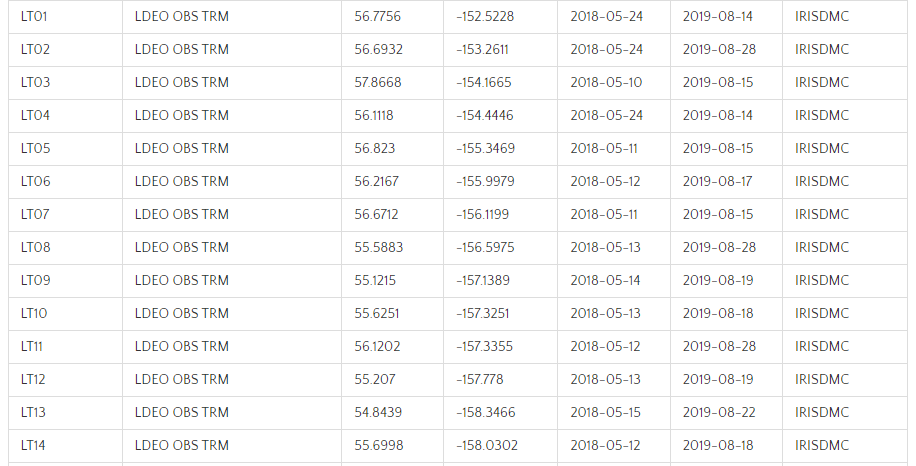 LT01 LDEO OBS TRM 56.7756 -152.5228 2018-05-24 2019-08-14 IRISDMC
LT02 LDEO OBS TRM 56.6932 -153.2611 2018-05-24 2019-08-28 IRISDMC
LT03 LDEO OBS TRM 57.8668 -154.1665 2018-05-10 2019-08-15 IRISDMC
LT04 LDEO OBS TRM 56.1118 -154.4446 2018-05-24 2019-08-14 IRISDMC
LT05 LDEO OBS TRM 56.823 -155.3469 2018-05-11 2019-08-15 IRISDMC
LT06 LDEO OBS TRM 56.2167 -155.9979 2018-05-12 2019-08-17 IRISDMC
LT07 LDEO OBS TRM 56.6712 -156.1199 2018-05-11 2019-08-15 IRISDMC
LT08 LDEO OBS TRM 55.5883 -156.5975 2018-05-13 2019-08-28 IRISDMC
LT09 LDEO OBS TRM 55.1215 -157.1389 2018-05-14 2019-08-19 IRISDMC
LT10 LDEO OBS TRM 55.6251 -157.3251 2018-05-13 2019-08-18 IRISDMC
LT11 LDEO OBS TRM 56.1202 -157.3355 2018-05-12 2019-08-28 IRISDMC
LT12 LDEO OBS TRM 55.207 -157.778 2018-05-13 2019-08-19 IRISDMC
LT13 LDEO OBS TRM 54.8439 -158.3466 2018-05-15 2019-08-22 IRISDMC
LT14 LDEO OBS TRM 55.6998 -158.0302 2018-05-12 2019-08-18 IRISDMC